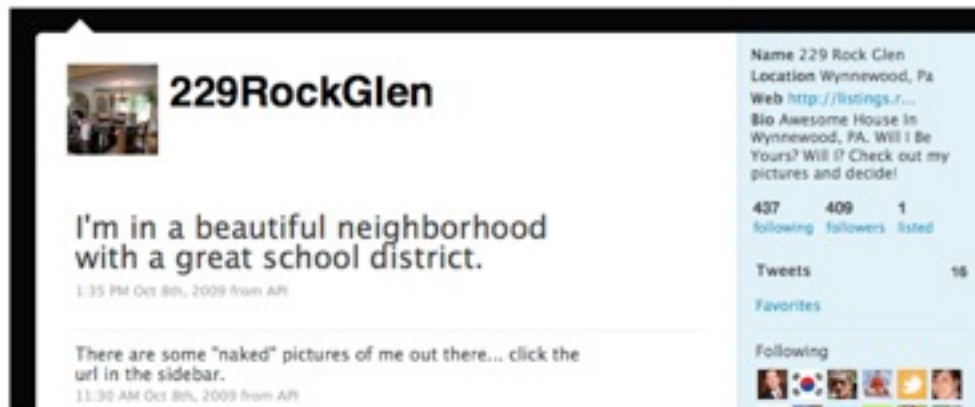 229RockGlen
I'm in a beautiful neighborhood
with a great school district.
1:35 PM Oct 8th, 2009 from API
There are some "naked" pictures of me out there... click the
url in the sidebar.
11:30 AM Oct 8th, 2009 from API
Name 229 Rock Glen
Location Wynnewood, Pa
Web http://listings.r...
Bio Awesome House In
Wynnewood, PA. Will I Be
Yours? Will I? Check out my
pictures and decide!
437 409 1
following followers listed
Tweets 16
Favorites
Following